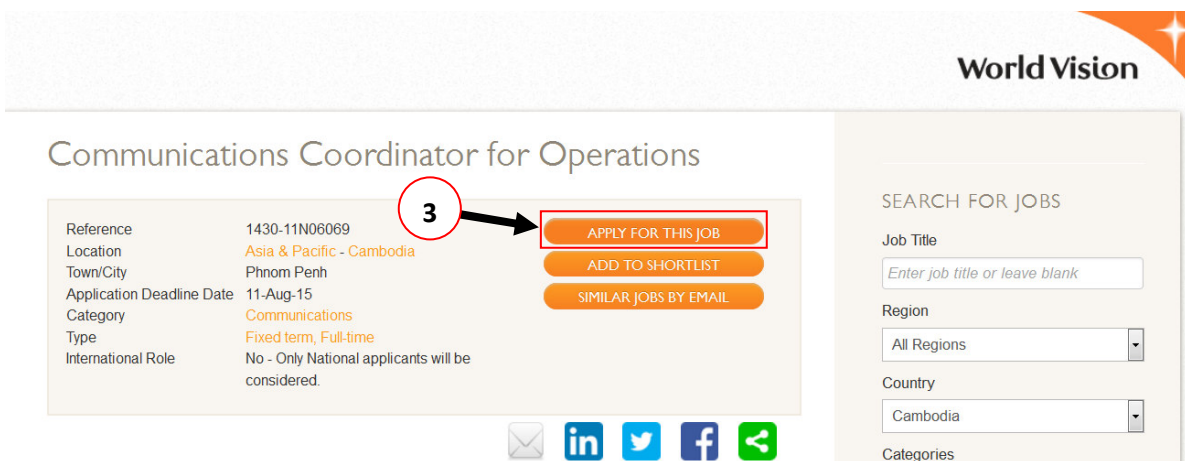 World Vision
Communications Coordinator for Operations
3
Reference 1430-11N06069
Location Asia & Pacific - Cambodia
Town/City Phnom Penh
Application Deadline Date 11-Aug-15
Category Communications
Type Fixed term, Full-time
International Role No - Only National applicants will be
considered.
APPLY FOR THIS JOB
ADD TO SHORTLIST
SIMILAR JOBS BY EMAIL
in
f
SEARCH FOR JOBS
Job Title
Enter job title or leave blank
Region
All Regions
Country
Cambodia
Categories